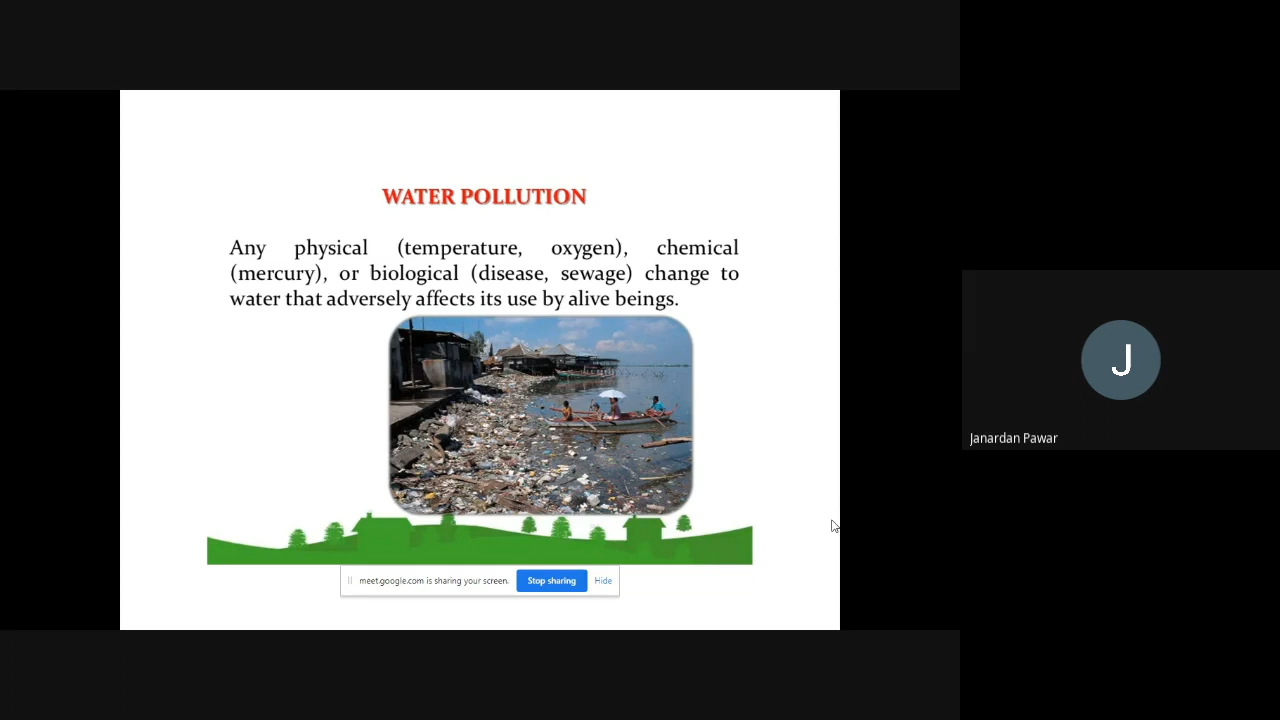 WATER POLLUTION
Any physical (temperature, oxygen), chemical
(mercury), or biological (disease, sewage) change to
water that adversely affects its use by alive beings.
meet.google.com is sharing your screen. Stop sharing Hide
J
Janardan Pawar